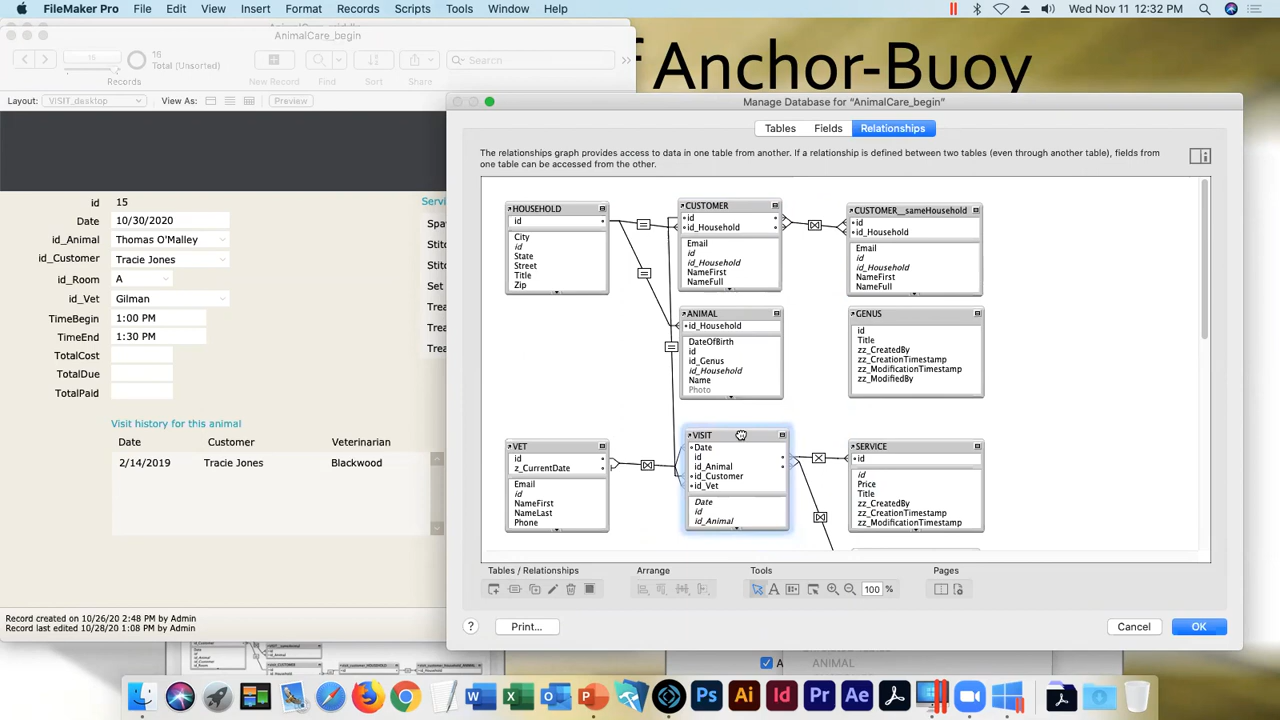 FileMaker Pro File Edit View Insert Format Records Scripts Tools Window Help Wed Nov 11 12:32 PM
Anchor-Buoy
AnimalCare_begin
16
16
Total (Unsorted)
Records
New Record
Find
Sort
Share
Search
Layout: VISIT_desktop View As: Preview
id 15
Date 10/30/2020
id_Animal Thomas O'Malley
id_Customer Tracie Jones
id_Room A
id_Vet Gilman
TimeBegin 1:00 PM
TimeEnd 1:30 PM
TotalCost
TotalDue
TotalPaid
Visit history for this animal
Date Customer Veterinarian
2/14/2019 Tracie Jones Blackwood
Record created on 10/26/20 2:48 PM by Admin
Record last edited 10/28/20 1:08 PM by Admin
Manage Database for "AnimalCare_begin"
Tables Fields Relationships
The relationships graph provides access to data in one table from another. If a relationship is defined between two tables (even through another table), fields from
one table can be accessed from the other.
HOUSEHOLD
id
City
id
State
Street
Title
Zip
CUSTOMER
id
id_Household
Email
id
id_Household
NameFirst
NameFull
CUSTOMER__sameHousehold
id
id_Household
Email
id
id_Household
NameFirst
NameFull
ANIMAL
id_Household
DateOfBirth
id
id_Genus
id_Household
Name
Photo
GENUS
id
Title
zz_CreatedBy
zz_CreationTimestamp
zz_ModificationTimestamp
zz_ModifiedBy
VET
id
z_CurrentDate
Email
id
NameFirst
NameLast
Phone
VISIT
Date
id
id_Animal
id_Customer
id_Vet
Date
id
id_Animal
SERVICE
id
id
Price
Title
zz_CreatedBy
zz_CreationTimestamp
zz_ModificationTimestamp
Tables / Relationships Arrange Tools Pages
100 %
? Print... Cancel OK
ANIMAL